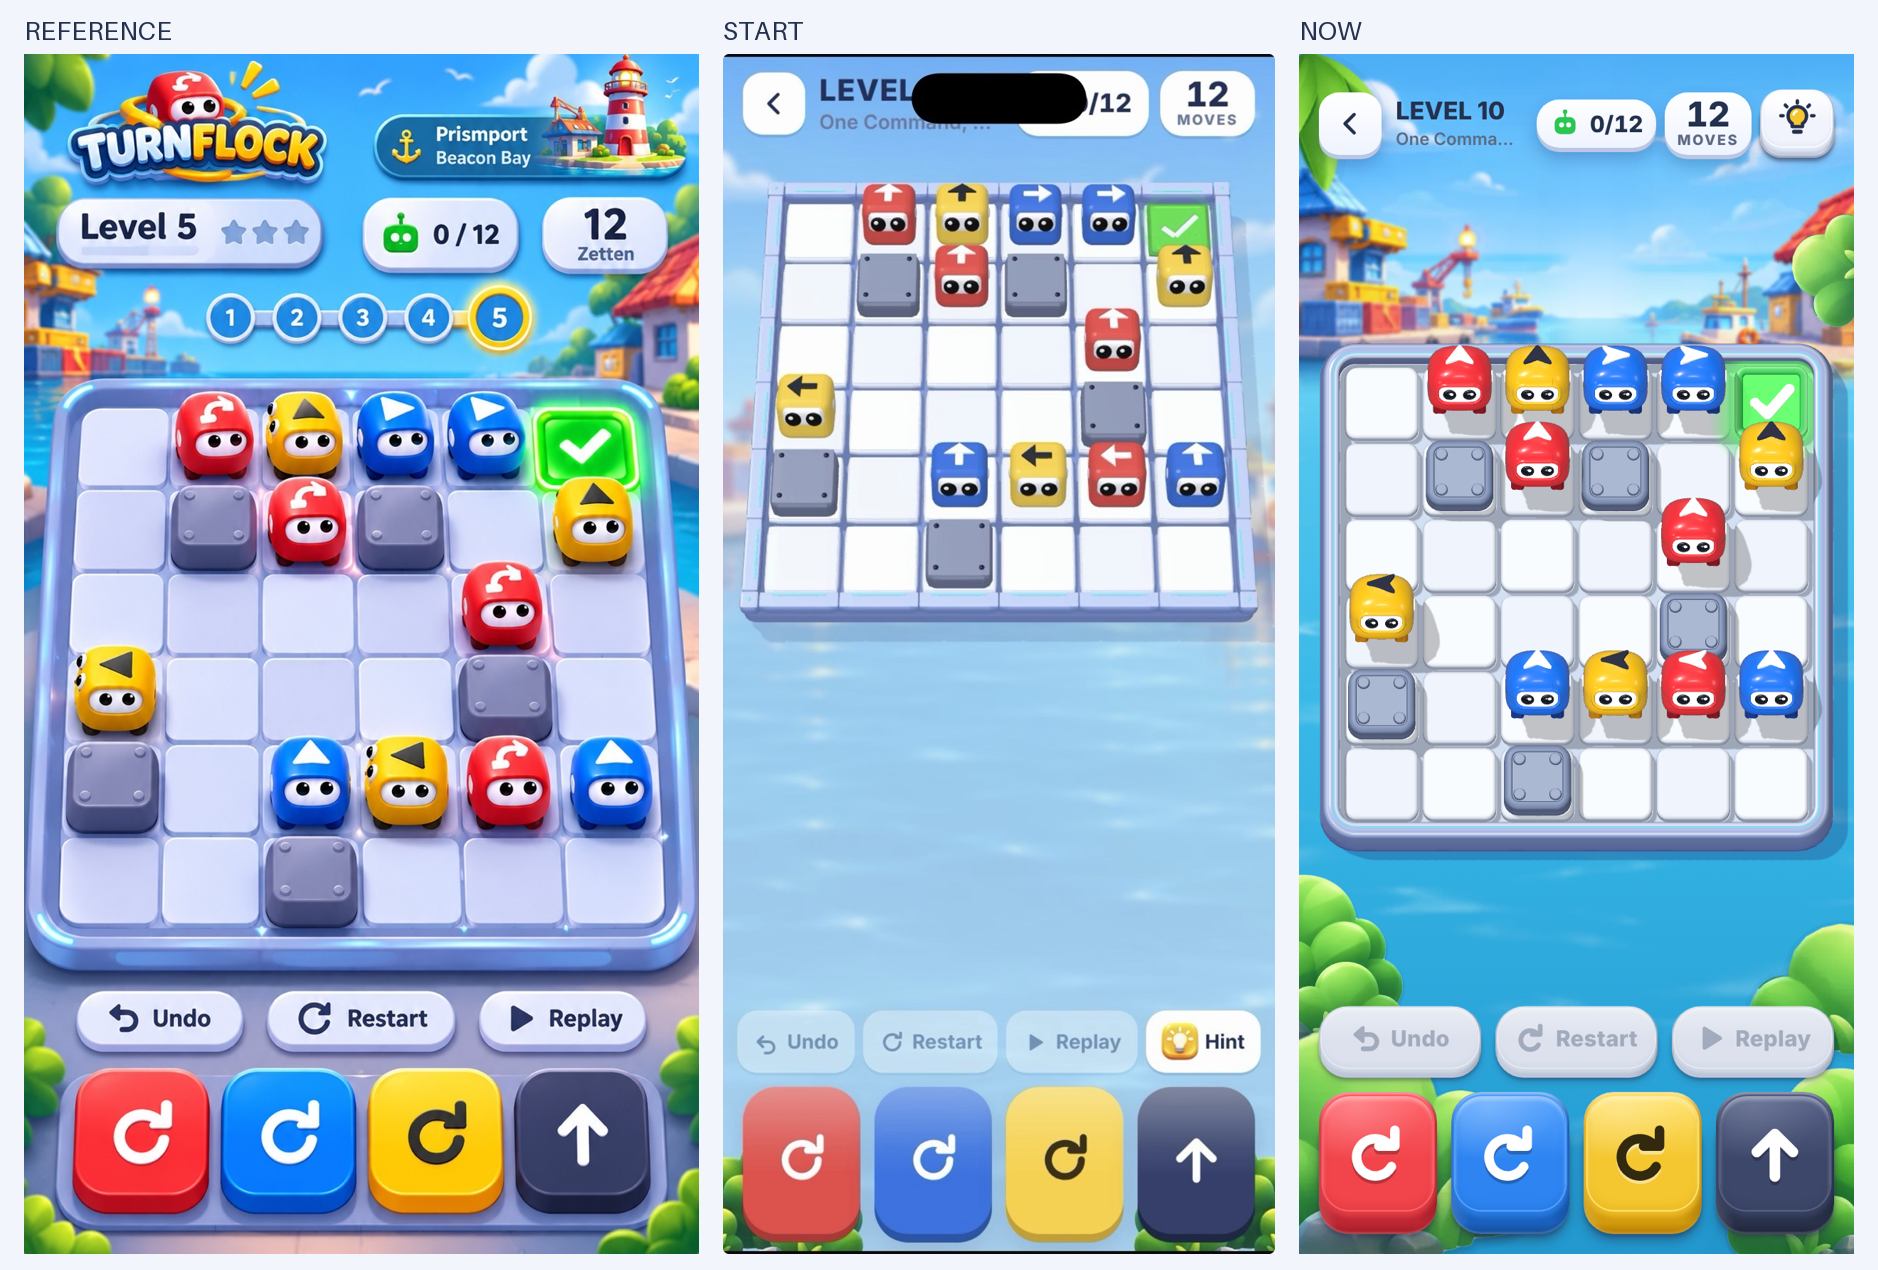 REFERENCE
TURNFLOCK
Prismport
Beacon Bay
Level 5
0 / 12
12
Zetten
1 2 3 4 5
Undo
Restart
Replay
START
LEVEL
One Command, ...
/12
12
MOVES
Undo
Restart
Replay
Hint
NOW
LEVEL 10
One Comma...
0/12
12
MOVES
Undo
Restart
Replay